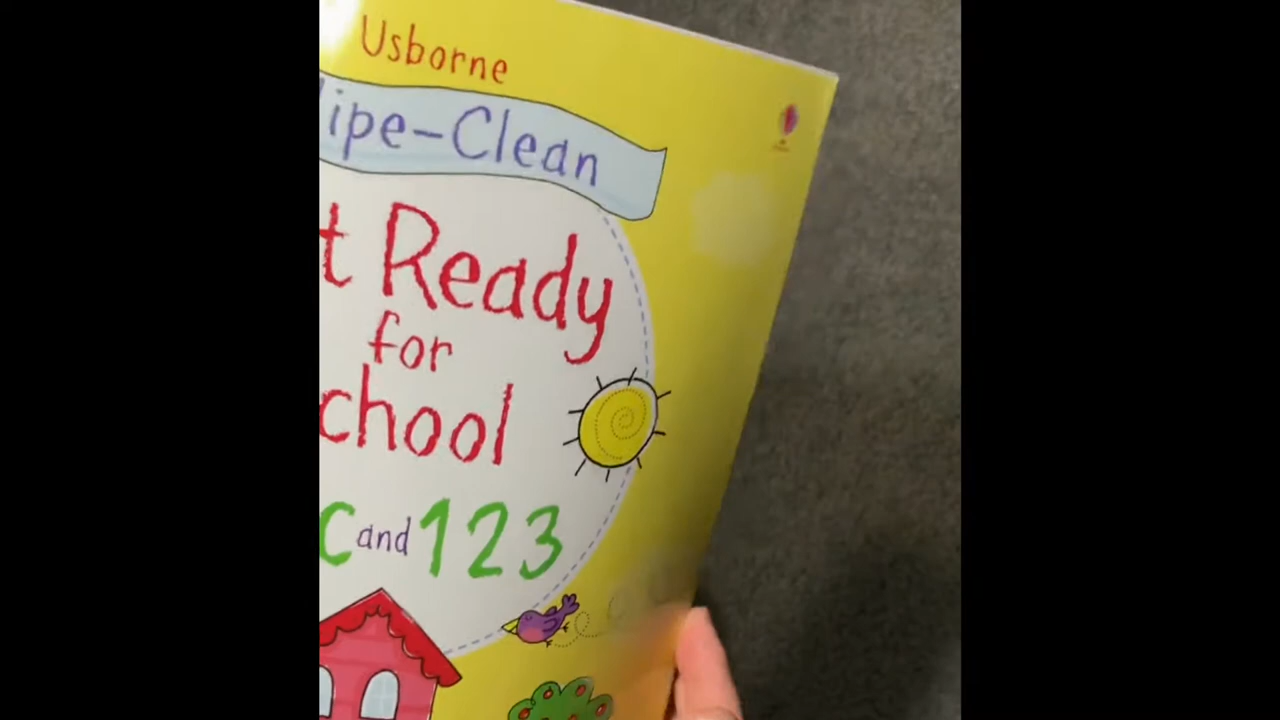 Usborne
ipe-Clean
t Ready
for
chool
c and 123